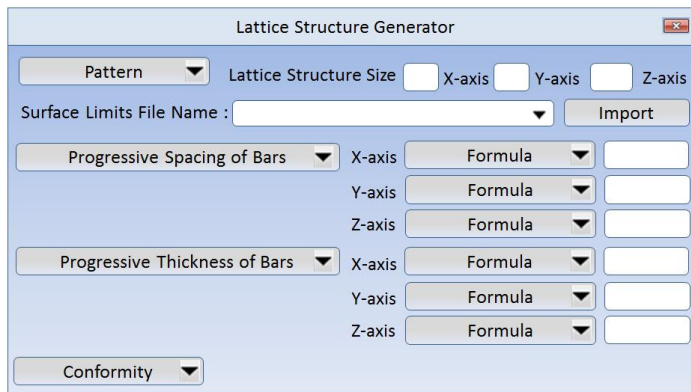 Lattice Structure Generator
Pattern Lattice Structure Size X-axis Y-axis Z-axis
Surface Limits File Name : Import
Progressive Spacing of Bars X-axis Formula
Y-axis Formula
Z-axis Formula
Progressive Thickness of Bars X-axis Formula
Y-axis Formula
Z-axis Formula
Conformity